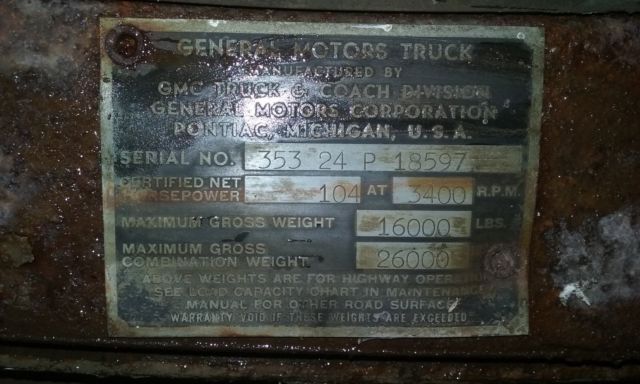 GENERAL MOTORS TRUCK
MANUFACTURED BY
GMC TRUCK & COACH DIVISION
GENERAL MOTORS CORPORATION
PONTIAC, MICHIGAN, U.S.A.
SERIAL NO. 353 24 P 18597
CERTIFIED NET
HORSEPOWER 104 AT 3400 R.P.M.
MAXIMUM GROSS WEIGHT 16000 LBS.
MAXIMUM GROSS
COMBINATION WEIGHT 26000
ABOVE WEIGHTS ARE FOR HIGHWAY
SEE LOAD CAPACITY CHART IN MAINTENANCE
MANUAL FOR OTHER ROAD SURFACE
WARRANTY VOID IF THESE WEIGHTS ARE EXCEEDED